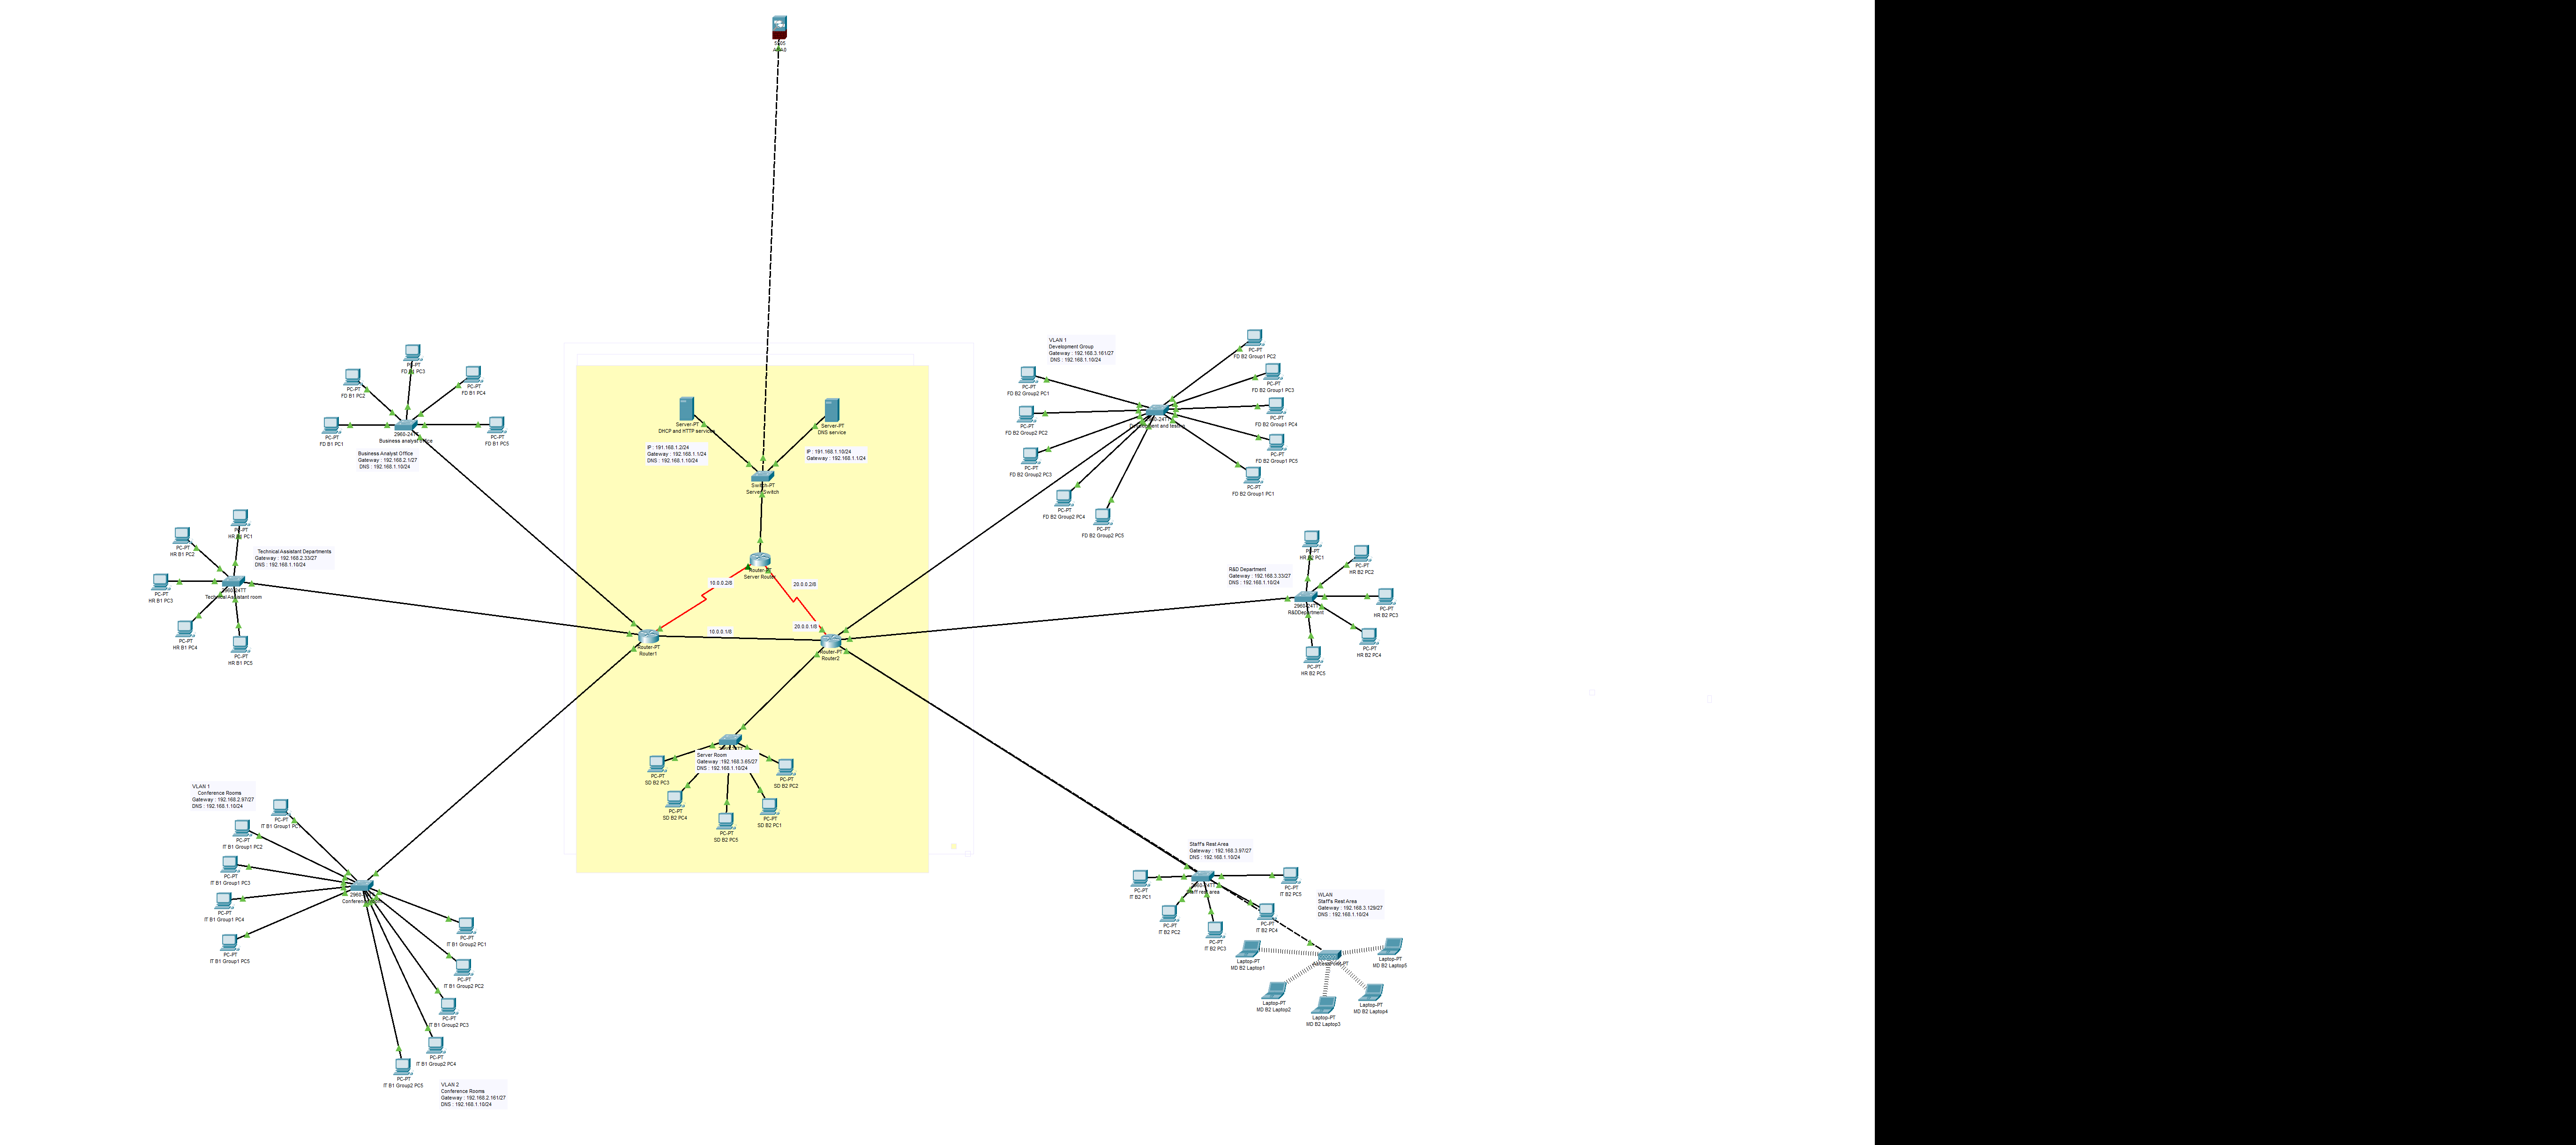 5505
PC-PT
FD B1 PC3
PC-PT
FD B1 PC2
PC-PT
FD B1 PC4
PC-PT
FD B1 PC1
PC-PT
FD B1 PC5
2960-24TT
Business analyst office
Business Analyst Office
Gateway : 192.168.2.1/27
DNS : 192.168.1.10/24
PC-PT
HR B1 PC1
PC-PT
HR B1 PC2
PC-PT
HR B1 PC3
PC-PT
HR B1 PC4
PC-PT
HR B1 PC5
Technical Assistant Departments
Gateway : 192.168.2.33/27
DNS : 192.168.1.10/24
2960-24TT
Technical Assistant room
Server-PT
DHCP and HTTP services
Server-PT
DNS service
IP : 191.168.1.2/24
Gateway : 192.168.1.1/24
DNS : 192.168.1.10/24
IP : 191.168.1.10/24
Gateway : 192.168.1.1/24
Switch-PT
Server Switch
Router-PT
Server Router
10.0.0.2/8
20.0.0.2/8
10.0.0.1/8
20.0.0.1/8
Router-PT
Router1
Router-PT
Router2
Server Room
Gateway :192.168.3.65/27
DNS : 192.168.1.10/24
PC-PT
SD B2 PC3
PC-PT
SD B2 PC2
PC-PT
SD B2 PC4
PC-PT
SD B2 PC1
PC-PT
SD B2 PC5
VLAN 1
Development Group
Gateway : 192.168.3.161/27
DNS : 192.168.1.10/24
PC-PT
FD B2 Group2 PC1
PC-PT
FD B2 Group2 PC2
PC-PT
FD B2 Group2 PC3
PC-PT
FD B2 Group2 PC4
PC-PT
FD B2 Group2 PC5
2960-24TT
Development and testing
PC-PT
FD B2 Group1 PC2
PC-PT
FD B2 Group1 PC3
PC-PT
FD B2 Group1 PC4
PC-PT
FD B2 Group1 PC5
PC-PT
FD B2 Group1 PC1
R&D Department
Gateway : 192.168.3.33/27
DNS : 192.168.1.10/24
PC-PT
HR B2 PC1
PC-PT
HR B2 PC2
PC-PT
HR B2 PC3
PC-PT
HR B2 PC4
PC-PT
HR B2 PC5
2960-24TT
R&DDepartment
VLAN 1
Conference Rooms
Gateway : 192.168.2.97/27
DNS : 192.168.1.10/24
PC-PT
IT B1 Group1 PC1
PC-PT
IT B1 Group1 PC2
PC-PT
IT B1 Group1 PC3
PC-PT
IT B1 Group1 PC4
PC-PT
IT B1 Group1 PC5
PC-PT
IT B1 Group2 PC1
PC-PT
IT B1 Group2 PC2
PC-PT
IT B1 Group2 PC3
PC-PT
IT B1 Group2 PC4
PC-PT
IT B1 Group2 PC5
VLAN 2
Conference Rooms
Gateway : 192.168.2.161/27
DNS : 192.168.1.10/24
Staff's Rest Area
Gateway : 192.168.3.97/27
DNS : 192.168.1.10/24
2960-24TT
Staff rest area
PC-PT
IT B2 PC1
PC-PT
IT B2 PC2
PC-PT
IT B2 PC3
PC-PT
IT B2 PC4
PC-PT
IT B2 PC5
WLAN
Staff's Rest Area
Gateway : 192.168.3.129/27
DNS : 192.168.1.10/24
Laptop-PT
MD B2 Laptop1
Laptop-PT
MD B2 Laptop2
Laptop-PT
MD B2 Laptop3
Laptop-PT
MD B2 Laptop4
Laptop-PT
MD B2 Laptop5